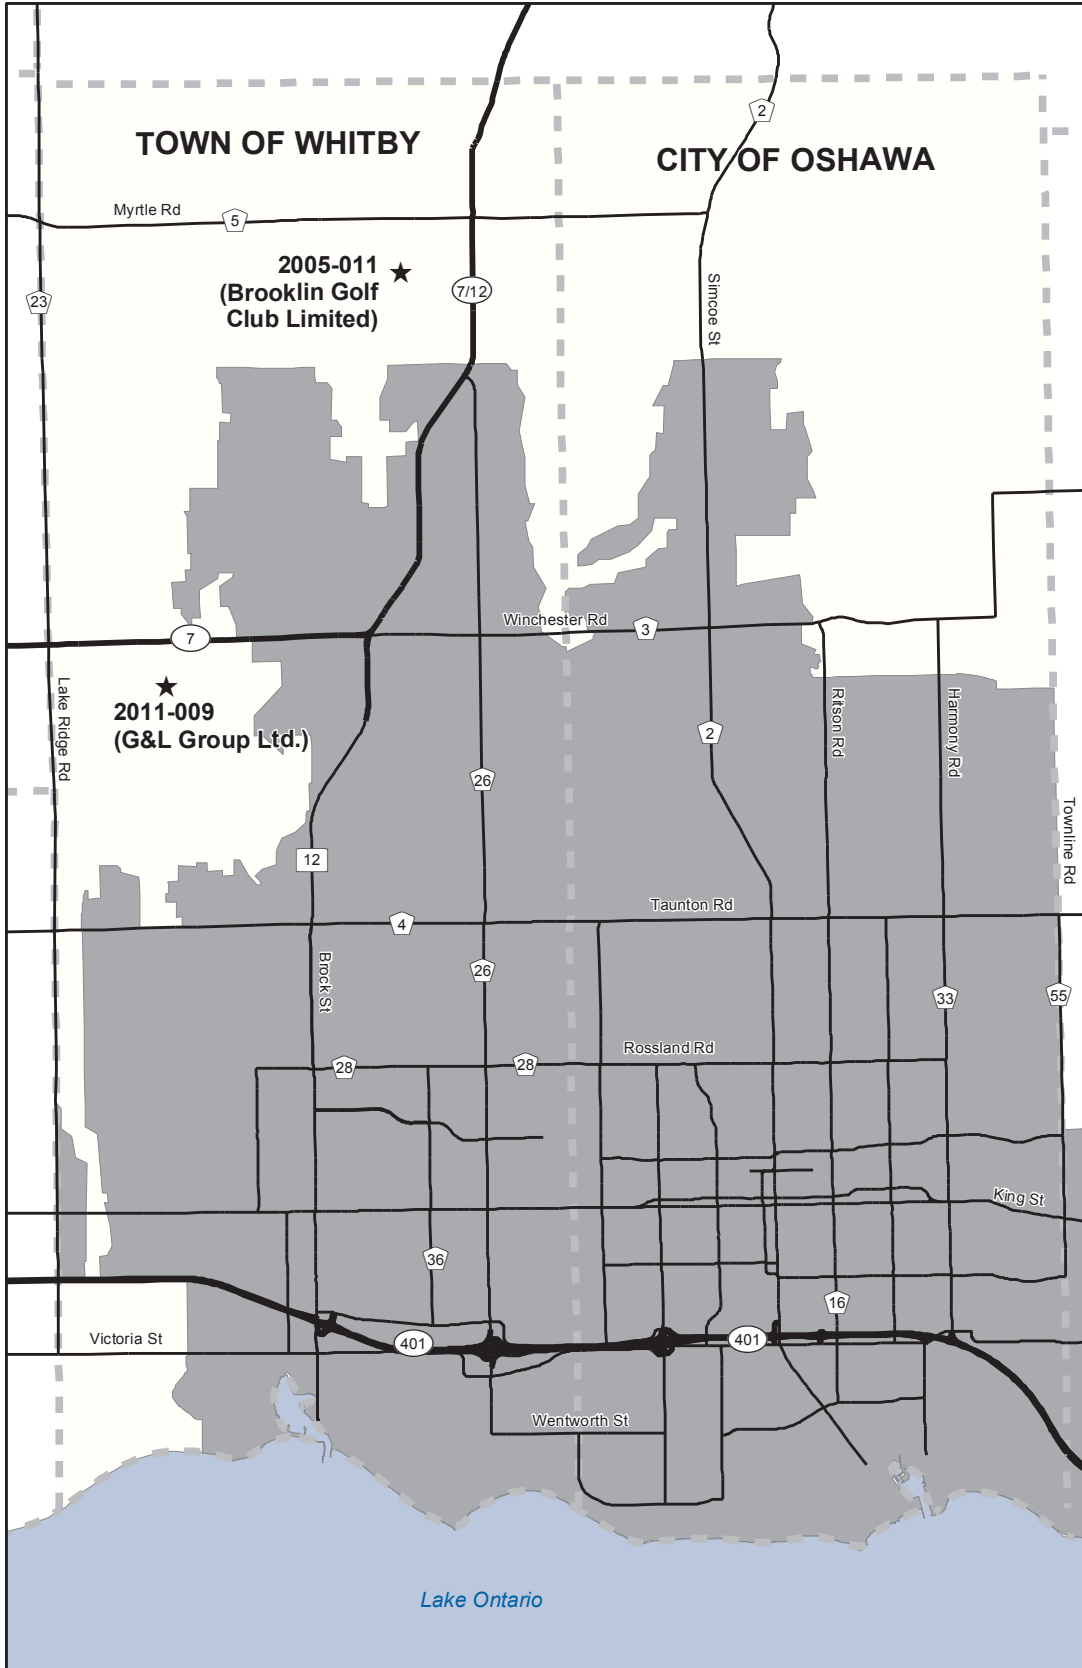 2
TOWN OF WHITBY
CITY OF OSHAWA
Myrtle Rd
5
2005-011
(Brooklin Golf
Club Limited)
7/12
23
Simcoe St
Winchester Rd
3
7
2011-009
(G&L Group Ltd.)
Lake Ridge Rd
Ritson Rd
Harmony Rd
2
26
Townline Rd
12
Taunton Rd
4
26
Brock St
33
55
Rossland Rd
28
28
King St
36
16
Victoria St
401
401
Wentworth St
Lake Ontario